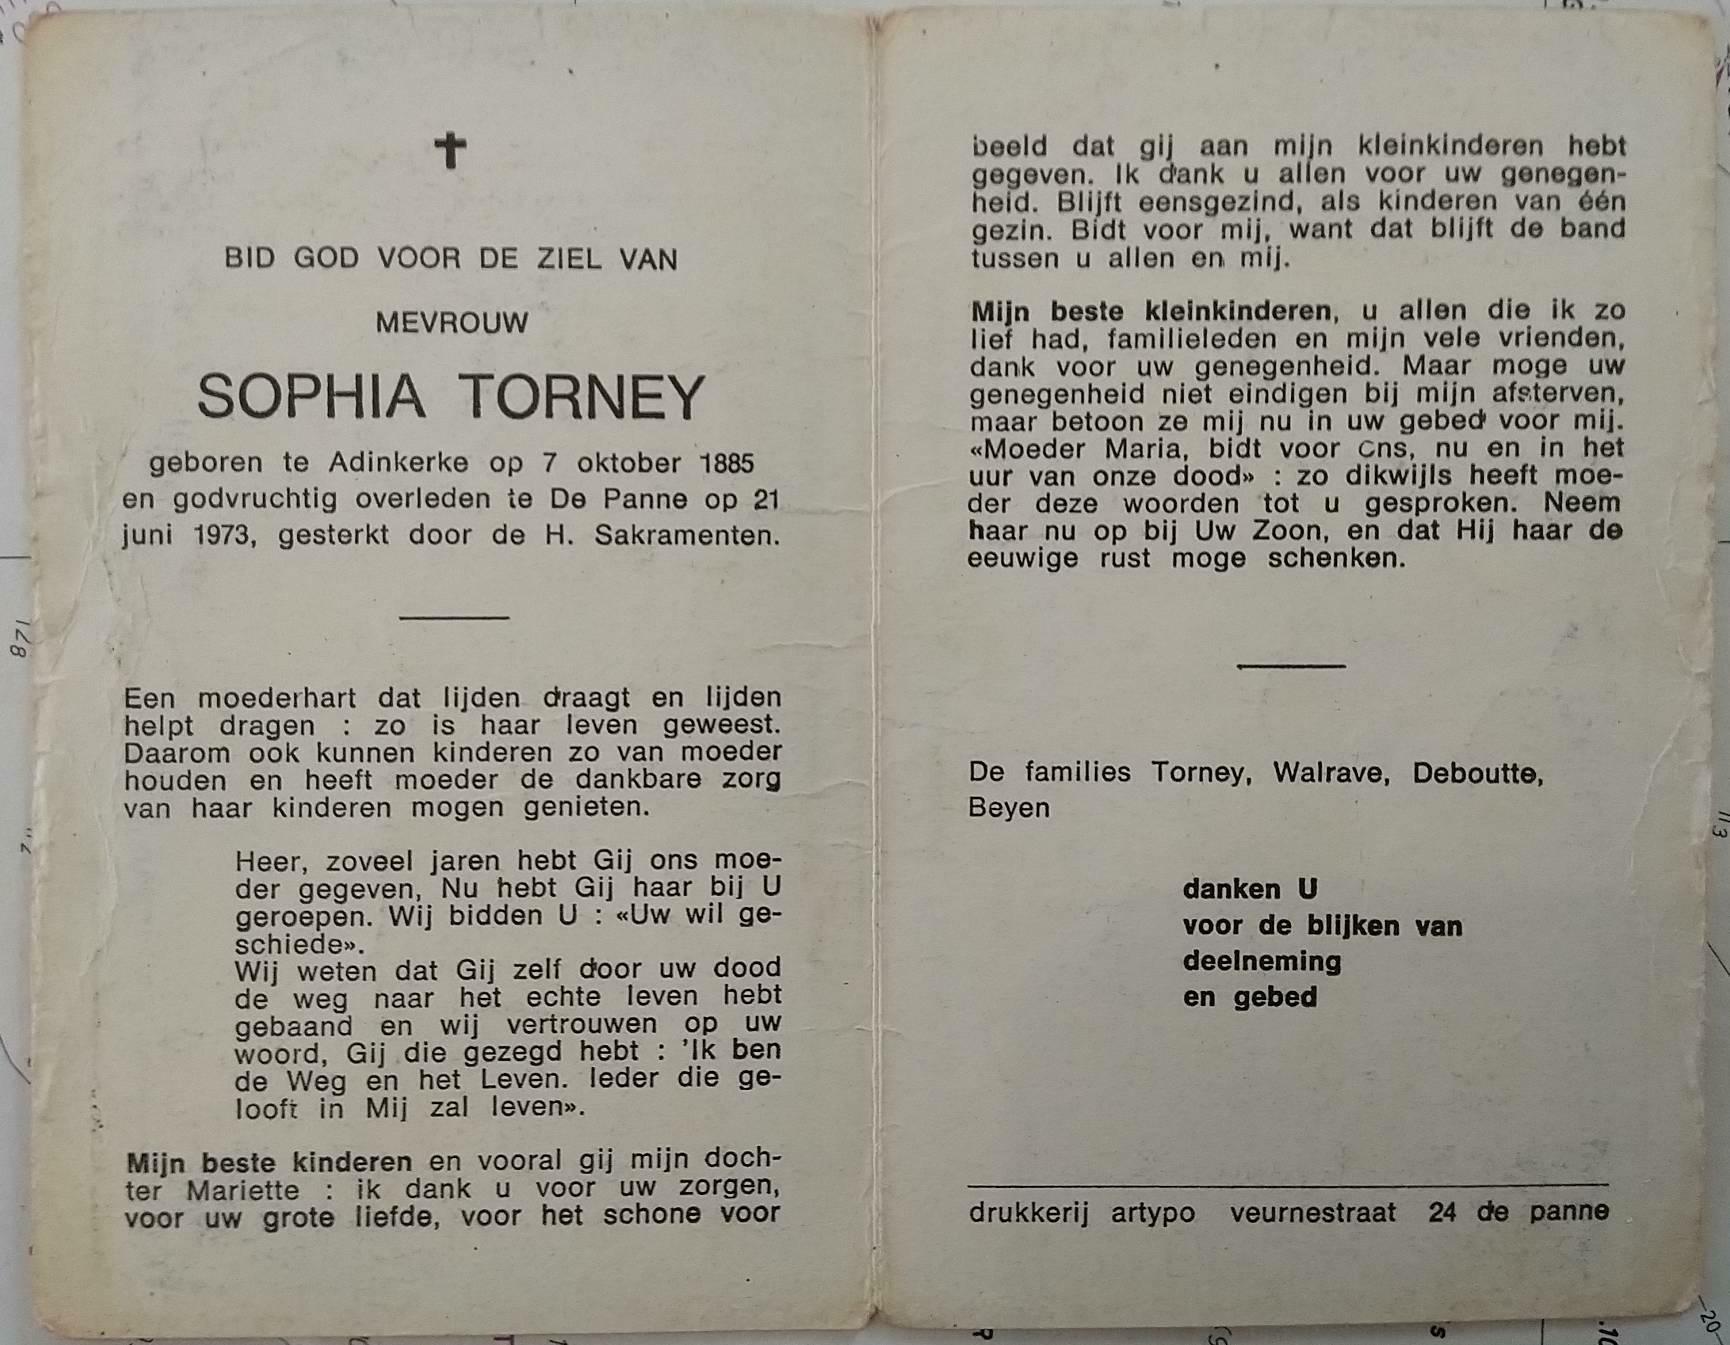 BID GOD VOOR DE ZIEL VAN
MEVROUW
SOPHIA TORNEY
geboren te Adinkerke op 7 oktober 1885
en godvruchtig overleden te De Panne op 21
juni 1973, gesterkt door de H. Sakramenten.
Een moederhart dat lijden draagt en lijden
helpt dragen : zo is haar leven geweest.
Daarom ook kunnen kinderen zo van moeder
houden en heeft moeder de dankbare zorg
van haar kinderen mogen genieten.
Heer, zoveel jaren hebt Gij ons moe-
der gegeven, Nu hebt Gij haar bij U
geroepen. Wij bidden U : «Uw wil ge-
schiede».
Wij weten dat Gij zelf door uw dood
de weg naar het echte leven hebt
gebaand en wij vertrouwen op uw
woord, Gij die gezegd hebt : 'Ik ben
de Weg en het Leven. Ieder die ge-
looft in Mij zal leven».
Mijn beste kinderen en vooral gij mijn doch-
ter Mariette : ik dank u voor uw zorgen,
voor uw grote liefde, voor het schone voor
beeld dat gij aan mijn kleinkinderen hebt
gegeven. Ik dank u allen voor uw genegen-
heid. Blijft eensgezind, als kinderen van één
gezin. Bidt voor mij, want dat blijft de band
tussen u allen en mij.
Mijn beste kleinkinderen, u allen die ik zo
lief had, familieleden en mijn vele vrienden,
dank voor uw genegenheid. Maar moge uw
genegenheid niet eindigen bij mijn afsterven,
maar betoon ze mij nu in uw gebed voor mij.
«Moeder Maria, bidt voor ons, nu en in het
uur van onze dood» : zo dikwijls heeft moe-
der deze woorden tot u gesproken. Neem
haar nu op bij Uw Zoon, en dat Hij haar de
eeuwige rust moge schenken.
De families Torney, Walrave, Deboutte,
Beyen
danken U
voor de blijken van
deelneming
en gebed
drukkerij artypo veurnestraat 24 de panne
128
113
-20-